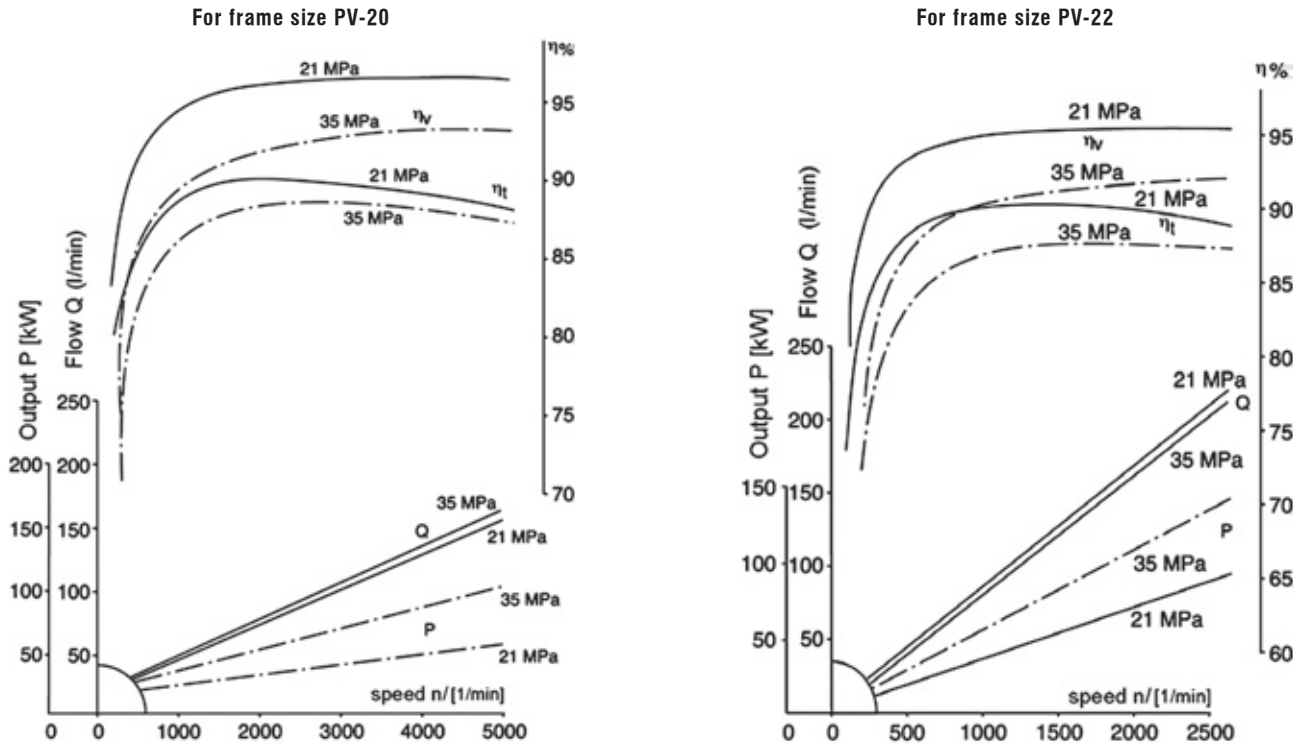 For frame size PV-20
For frame size PV-22
η%
21 MPa
95
35 MPa
ηv
90
21 MPa
ηt
35 MPa
85
80
75
70
Output P [kW]
Flow Q (l/min)
250
200
200
150
150
100
100
50
50
0
35 MPa
Q
21 MPa
35 MPa
P
21 MPa
speed n/[1/min]
0
0
1000
2000
3000
4000
5000
η%
21 MPa
95
ηv
35 MPa
21 MPa
90
ηt
35 MPa
85
80
75
70
65
60
Output P [kW]
Flow Q (l/min)
250
200
150
150
100
100
50
50
21 MPa
Q
35 MPa
P
35 MPa
21 MPa
speed n/[1/min]
0
0
500
1000
1500
2000
2500